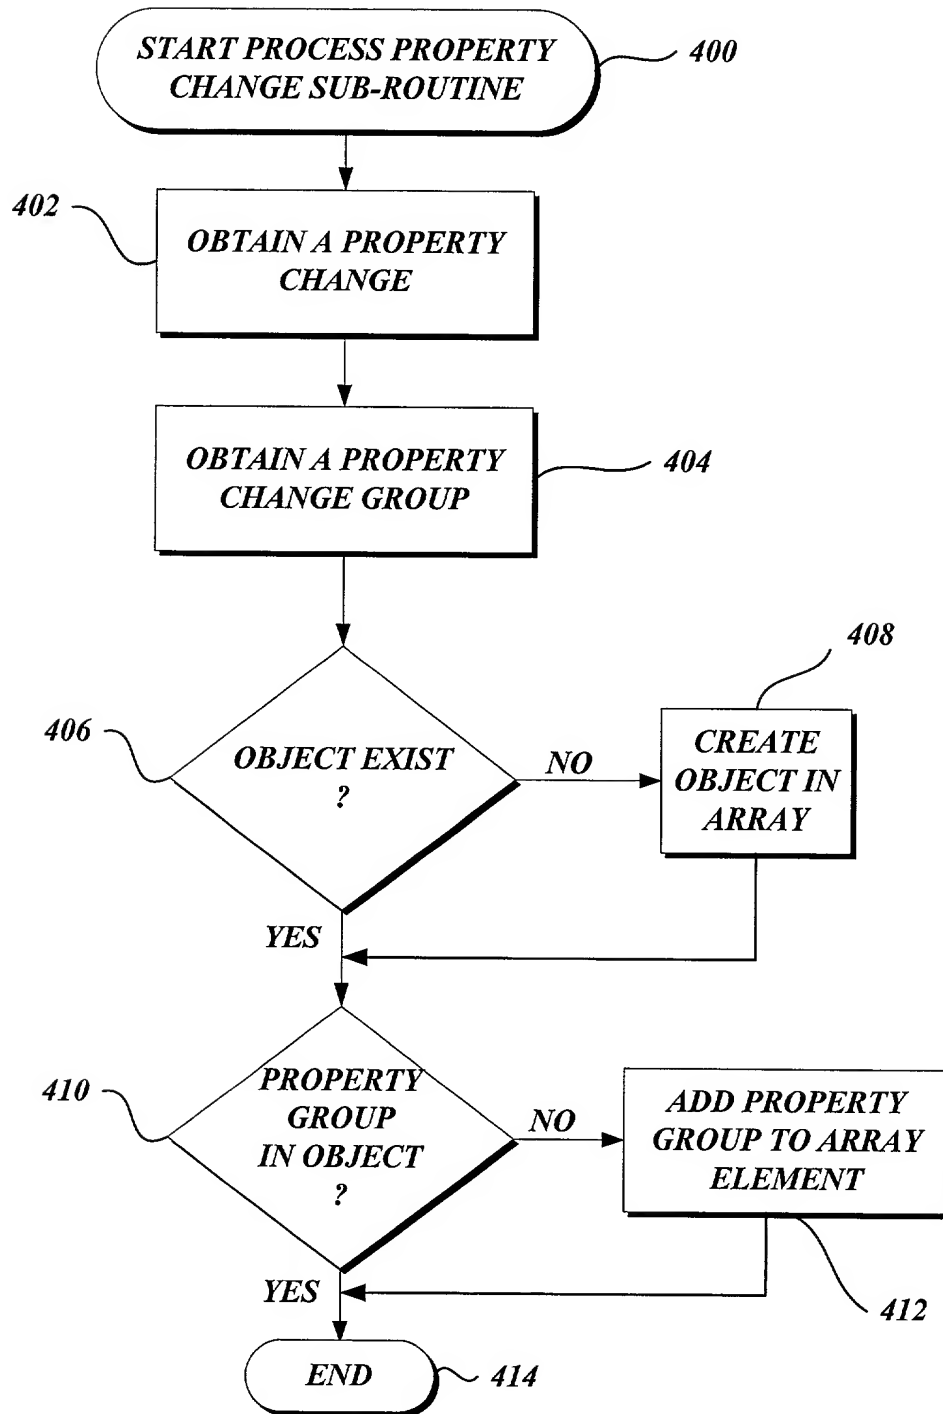 START PROCESS PROPERTY
CHANGE SUB-ROUTINE
400
402
OBTAIN A PROPERTY
CHANGE
OBTAIN A PROPERTY
CHANGE GROUP
404
408
406
OBJECT EXIST
?
NO
CREATE
OBJECT IN
ARRAY
YES
410
PROPERTY
GROUP
IN OBJECT
?
NO
ADD PROPERTY
GROUP TO ARRAY
ELEMENT
YES
412
END
414